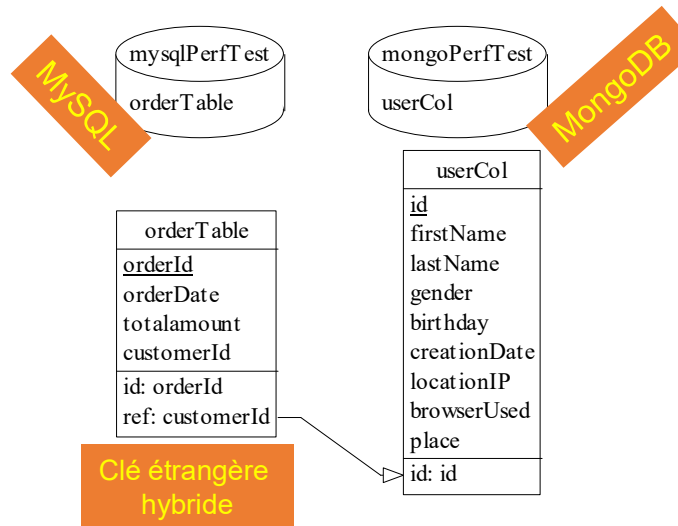 MySQL
mysqlPerfTest
orderTable
mongoPerfTest
userCol
MongoDB
orderTable
orderId
orderDate
totalamount
customerId
id: orderId
ref: customerId
Clé étrangère
hybride
userCol
id
firstName
lastName
gender
birthday
creationDate
locationIP
browserUsed
place
id: id